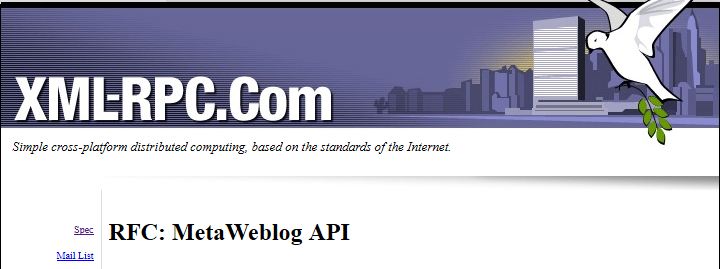 XML-RPC.Com
Simple cross-platform distributed computing, based on the standards of the Internet.
Spec
RFC: MetaWeblog API
Mail List